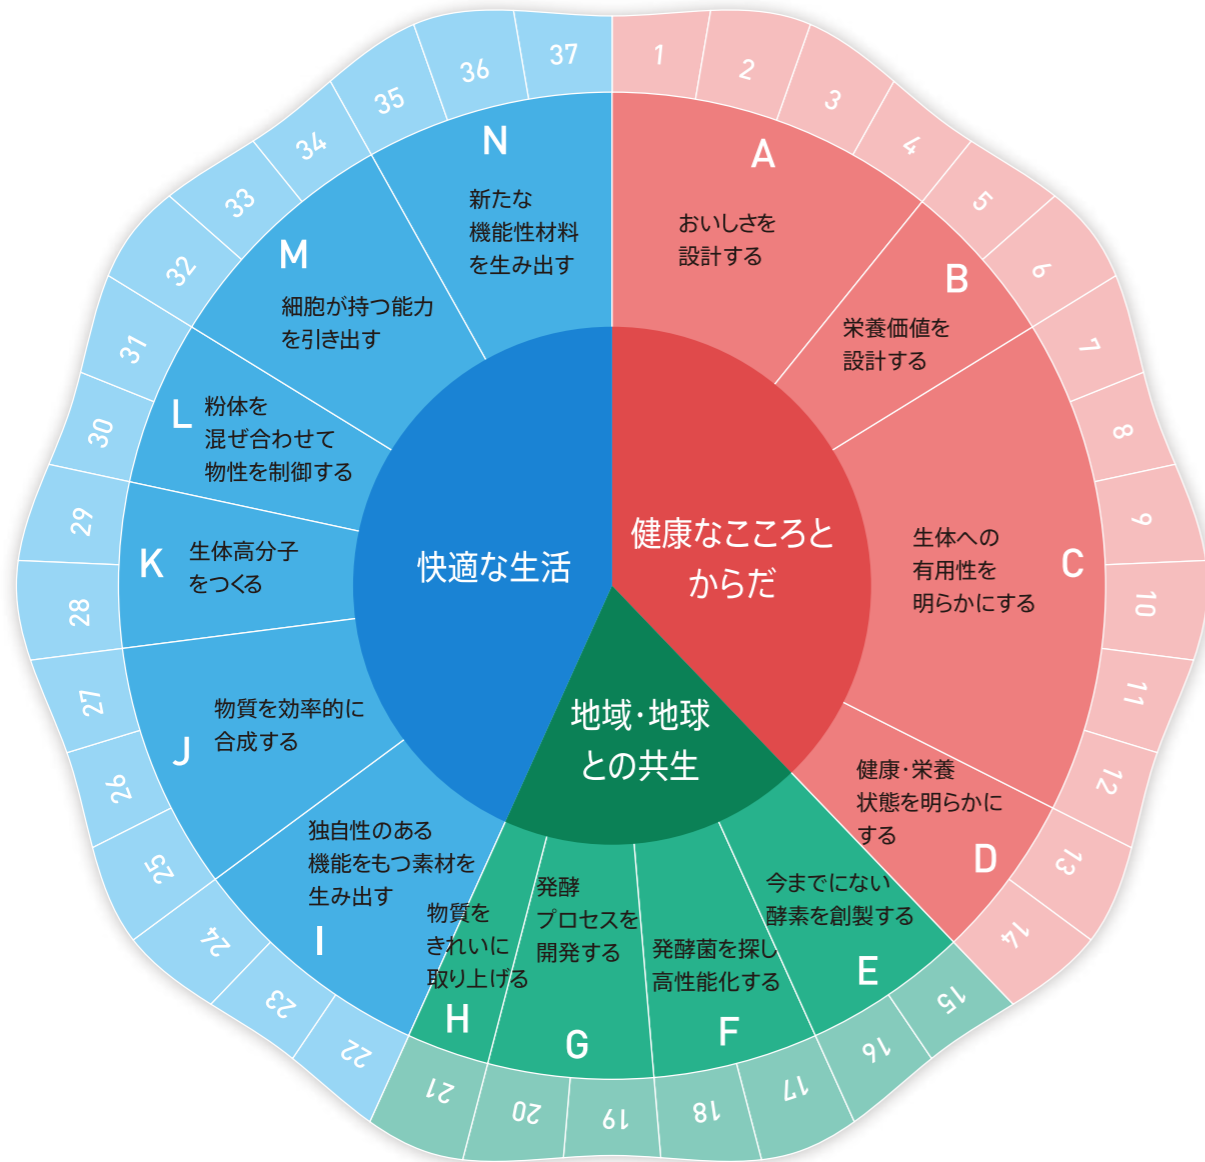 1
2
3
4
5
6
7
8
9
10
11
12
13
14
15
16
17
18
19
20
21
22
23
24
25
26
27
28
29
30
31
32
33
34
35
36
37
A
おいしさを
設計する
B
栄養価値を
設計する
C
生体への
有用性を
明らかにする
D
健康・栄養
状態を明らかに
する
E
今までにない
酵素を創製する
F
発酵菌を探し
高性能化する
G
発酵
プロセスを
開発する
H
物質を
きれいに
取り上げる
I
独自性のある
機能をもつ素材を
生み出す
J
物質を効率的に
合成する
K
生体高分子
をつくる
L
粉体を
混ぜ合わせて
物性を制御する
M
細胞が持つ能力
を引き出す
N
新たな
機能性材料
を生み出す
健康なこころと
からだ
地域・地球
との共生
快適な生活